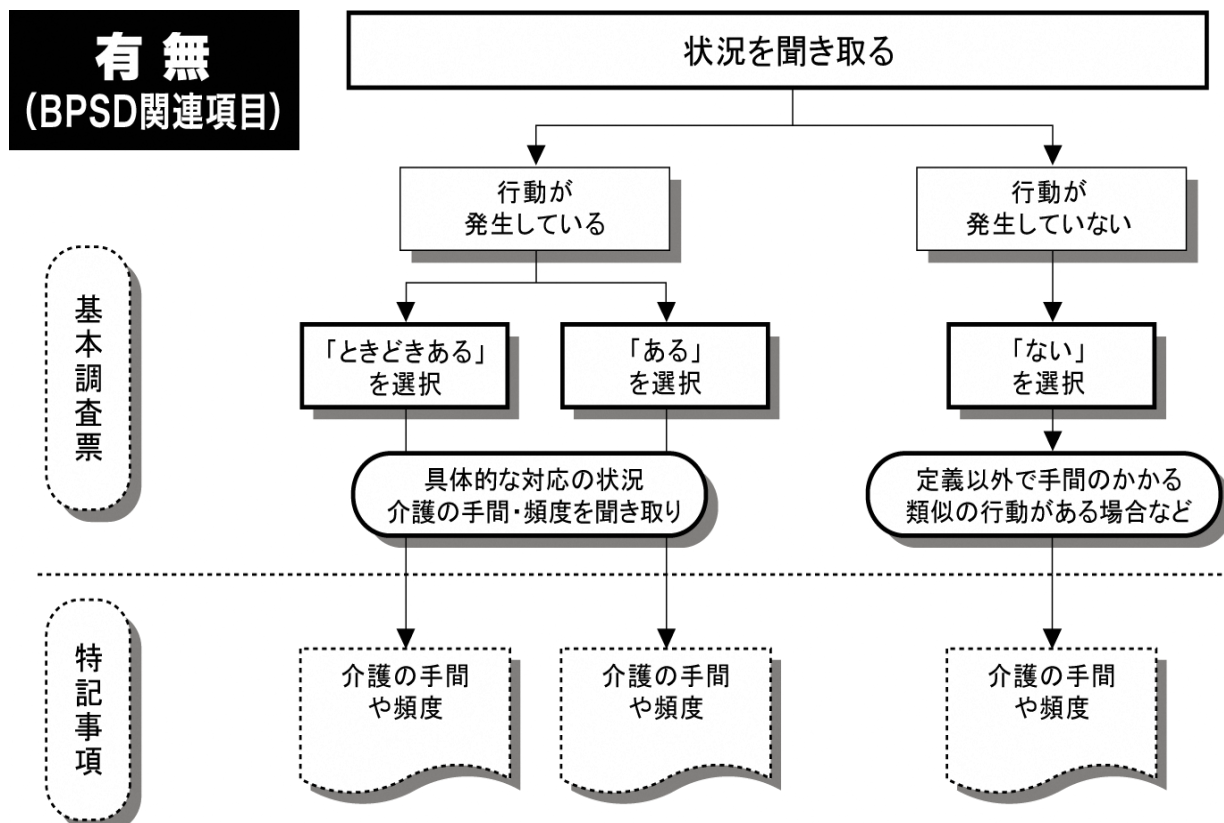 有無
(BPSD関連項目)
状況を聞き取る
行動が
発生している
行動が
発生していない
基本調査票
「ときどきある」
を選択
「ある」
を選択
「ない」
を選択
具体的な対応の状況
介護の手間・頻度を聞き取り
定義以外で手間のかかる
類似の行動がある場合など
特記事項
介護の手間
や頻度
介護の手間
や頻度
介護の手間
や頻度